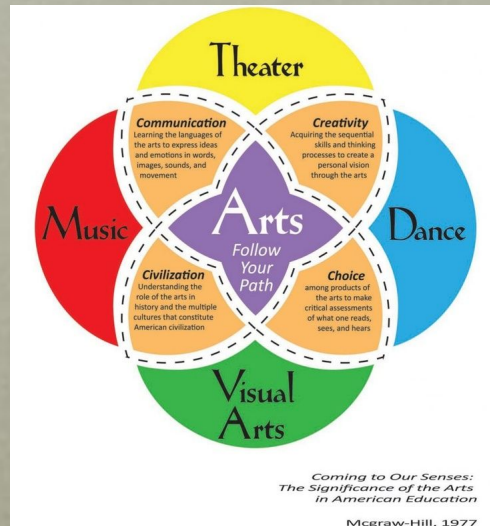 Theater
Communication
Learning the languages of
the arts to express ideas
and emotions in words,
images, sounds, and
movement
Creativity
Acquiring the sequential
skills and thinking
processes to create a
personal vision
through the arts
Music
Arts
Follow
Your
Path
Dance
Civilization
Understanding the
role of the arts in
history and the multiple
cultures that constitute
American civilization
Choice
among products of
the arts to make
critical assessments
of what one reads,
sees, and hears
Visual
Arts
Coming to Our Senses:
The Significance of the Arts
in American Education
Mcgraw-Hill, 1977